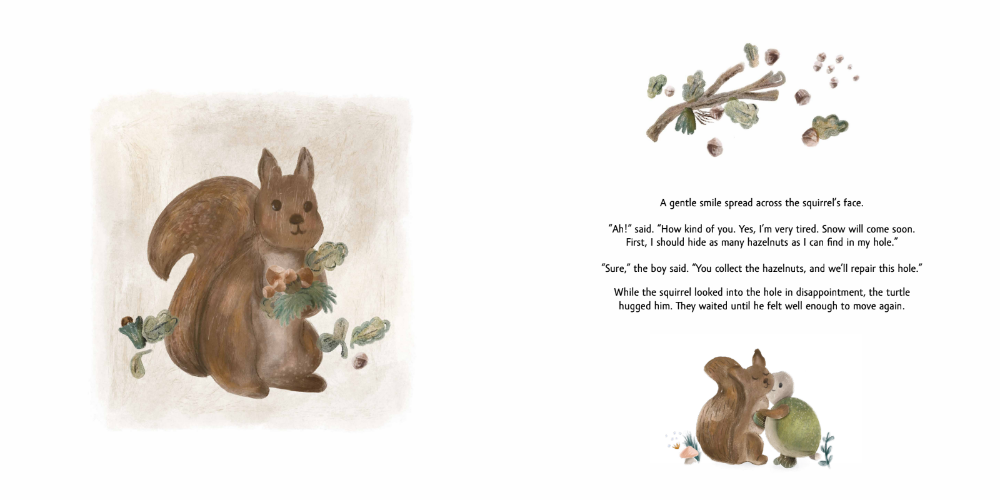 A gentle smile spread across the squirrel's face.
"Ah!" said. "How kind of you. Yes, I'm very tired. Snow will come soon.
First, I should hide as many hazelnuts as I can find in my hole."
"Sure," the boy said. "You collect the hazelnuts, and we'll repair this hole."
While the squirrel looked into the hole in disappointment, the turtle
hugged him. They waited until he felt well enough to move again.